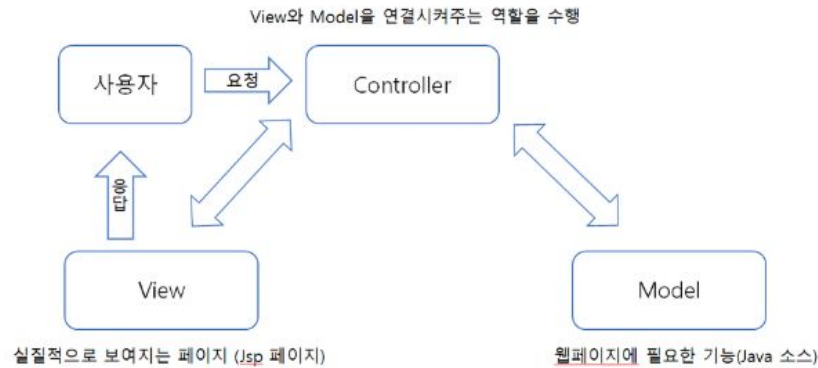 View와 Model을 연결시켜주는 역할을 수행
사용자
요청
Controller
응답
View
Model
실질적으로 보여지는 페이지 (Jsp 페이지)
웹페이지에 필요한 기능(Java 소스)